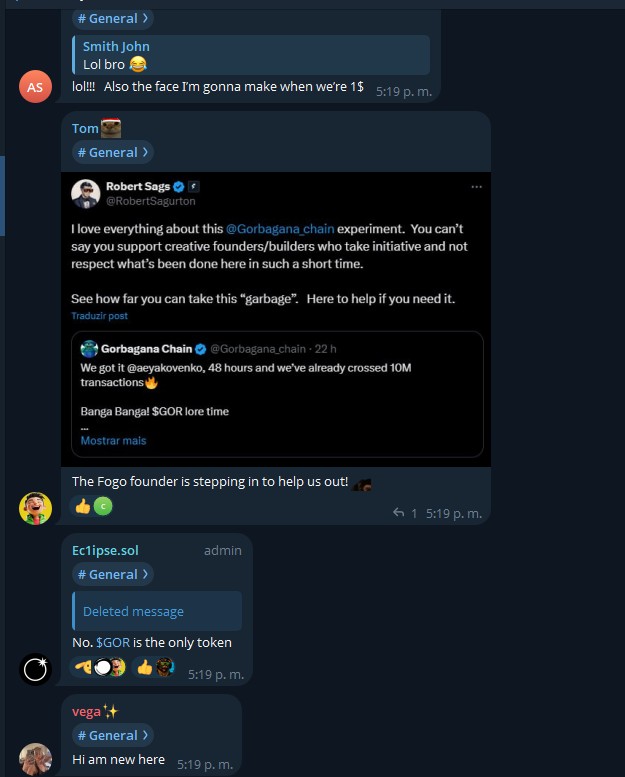 # General >
Smith John
Lol bro 😂
lol!!! Also the face I'm gonna make when we're 1$ 5:19 p. m.
AS
Tom
# General >
Robert Sags
@RobertSagurton
I love everything about this @Gorbagana_chain experiment. You can't
say you support creative founders/builders who take initiative and not
respect what's been done here in such a short time.
See how far you can take this "garbage". Here to help if you need it.
Traduzir post
Gorbagana Chain @Gorbagana_chain · 22 h
We got it @aeyakovenko, 48 hours and we've already crossed 10M
transactions🔥
Banga Banga! $GOR lore time
...
Mostrar mais
The Fogo founder is stepping in to help us out!
👍 C
1 5:19 p. m.
Ec1ipse.sol admin
# General >
Deleted message
No. $GOR is the only token
5:19 p. m.
vega✨
# General >
Hi am new here 5:19 p. m.